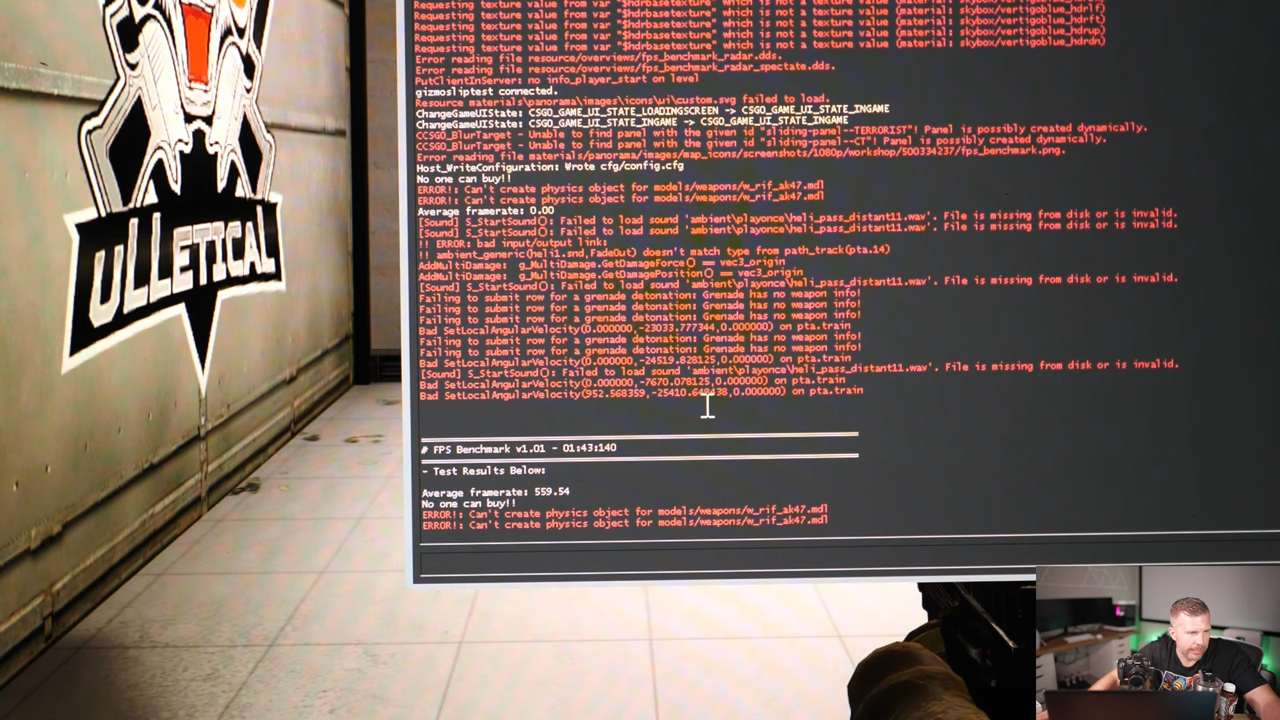 uLLETICAL
Requesting texture value from var "$hdrbasetexture" which is not a texture value (material: skybox/vertigoblue_hdrft)
Requesting texture value from var "$hdrbasetexture" which is not a texture value (material: skybox/vertigoblue_hdrup)
Requesting texture value from var "$hdrbasetexture" which is not a texture value (material: skybox/vertigoblue_hdrdn)
Error reading file resource/overviews/fps_benchmark_radar.dds.
Error reading file resource/overviews/fps_benchmark_radar_spectate.dds.
PutClientInServer: no info_player_start on level
gizmosliptest connected.
Resource materials\panorama\images\icons\ui\custom.svg failed to load.
ChangeGameUIState: CSGO_GAME_UI_STATE_LOADINGSCREEN -> CSGO_GAME_UI_STATE_INGAME
ChangeGameUIState: CSGO_GAME_UI_STATE_INGAME -> CSGO_GAME_UI_STATE_INGAME
CCSGO_BlurTarget - Unable to find panel with the given id "sliding-panel--TERRORIST"! Panel is possibly created dynamically.
CCSGO_BlurTarget - Unable to find panel with the given id "sliding-panel--CT"! Panel is possibly created dynamically.
Error reading file materials/panorama/images/map_icons/screenshots/1080p/workshop/500334237/fps_benchmark.png.
Host_WriteConfiguration: Wrote cfg/config.cfg
No one can buy!!
ERROR!: Can't create physics object for models/weapons/w_rif_ak47.mdl
ERROR!: Can't create physics object for models/weapons/w_rif_ak47.mdl
Average framerate: 0.00
[Sound] S_StartSound(): Failed to load sound 'ambient\playonce\heli_pass_distant11.wav'. File is missing from disk or is invalid.
[Sound] S_StartSound(): Failed to load sound 'ambient\playonce\heli_pass_distant11.wav'. File is missing from disk or is invalid.
!! ERROR: bad input/output link:
!! ambient_generic(heli1.snd,FadeOut) doesn't match type from path_track(pta.14)
AddMultiDamage: g_MultiDamage.GetDamageForce() == vec3_origin
AddMultiDamage: g_MultiDamage.GetDamagePosition() == vec3_origin
[Sound] S_StartSound(): Failed to load sound 'ambient\playonce\heli_pass_distant11.wav'. File is missing from disk or is invalid.
Failing to submit row for a grenade detonation: Grenade has no weapon info!
Failing to submit row for a grenade detonation: Grenade has no weapon info!
Failing to submit row for a grenade detonation: Grenade has no weapon info!
Bad SetLocalAngularVelocity(0.000000,-23033.777344,0.000000) on pta.train
Failing to submit row for a grenade detonation: Grenade has no weapon info!
Failing to submit row for a grenade detonation: Grenade has no weapon info!
Bad SetLocalAngularVelocity(0.000000,-24519.828125,0.000000) on pta.train
[Sound] S_StartSound(): Failed to load sound 'ambient\playonce\heli_pass_distant11.wav'. File is missing from disk or is invalid.
Bad SetLocalAngularVelocity(0.000000,-7670.078125,0.000000) on pta.train
Bad SetLocalAngularVelocity(952.568359,-25410.648438,0.000000) on pta.train
# FPS Benchmark v1.01 - 01:43:140
- Test Results Below:
Average framerate: 559.54
No one can buy!!
ERROR!: Can't create physics object for models/weapons/w_rif_ak47.mdl
ERROR!: Can't create physics object for models/weapons/w_rif_ak47.mdl